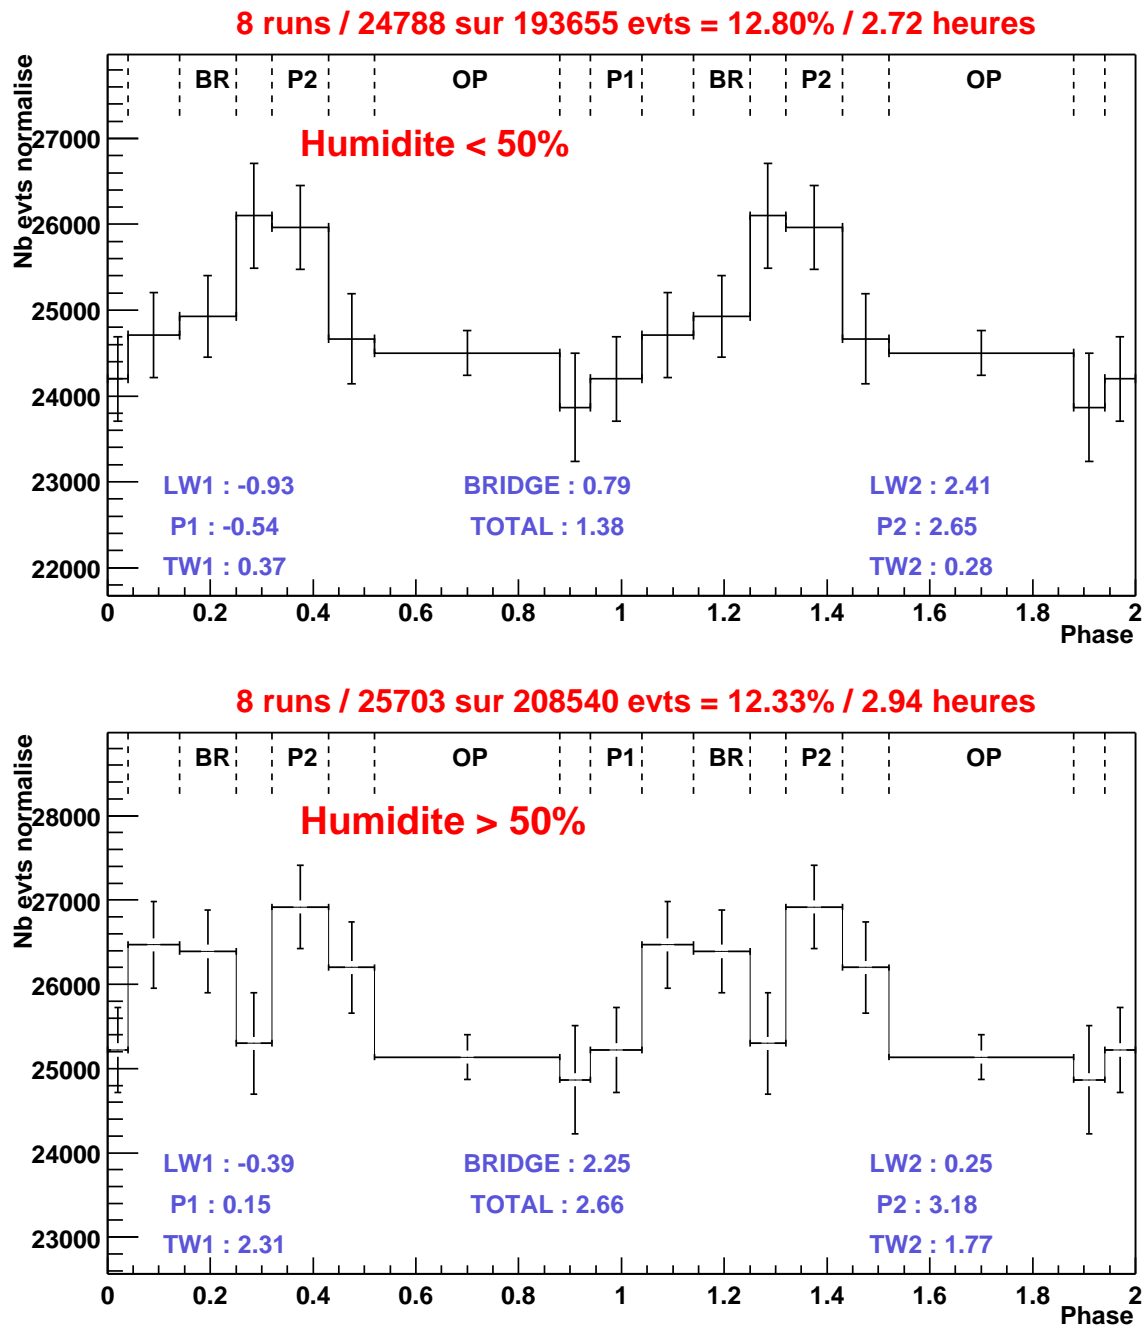 8 runs / 24788 sur 193655 evts = 12.80% / 2.72 heures
BR P2 OP P1 BR P2 OP
Humidite < 50%
Nb evts normalise
27000
26000
25000
24000
23000
22000
LW1 : -0.93 BRIDGE : 0.79 LW2 : 2.41
P1 : -0.54 TOTAL : 1.38 P2 : 2.65
TW1 : 0.37 TW2 : 0.28
0 0.2 0.4 0.6 0.8 1 1.2 1.4 1.6 1.8 2
Phase
8 runs / 25703 sur 208540 evts = 12.33% / 2.94 heures
BR P2 OP P1 BR P2 OP
Humidite > 50%
Nb evts normalise
28000
27000
26000
25000
24000
23000
LW1 : -0.39 BRIDGE : 2.25 LW2 : 0.25
P1 : 0.15 TOTAL : 2.66 P2 : 3.18
TW1 : 2.31 TW2 : 1.77
0 0.2 0.4 0.6 0.8 1 1.2 1.4 1.6 1.8 2
Phase